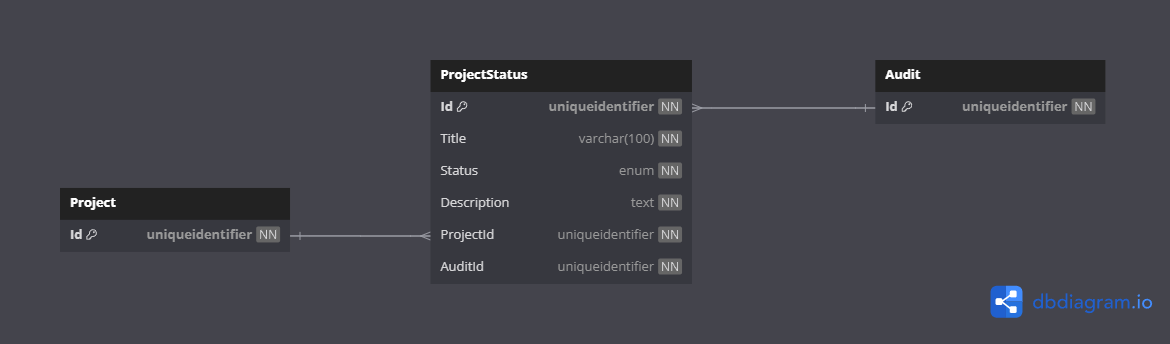 ProjectStatus
Id uniqueidentifier NN
Title varchar(100) NN
Status enum NN
Description text NN
ProjectId uniqueidentifier NN
AuditId uniqueidentifier NN
Audit
Id uniqueidentifier NN
Project
Id uniqueidentifier NN
dbdiagram.io